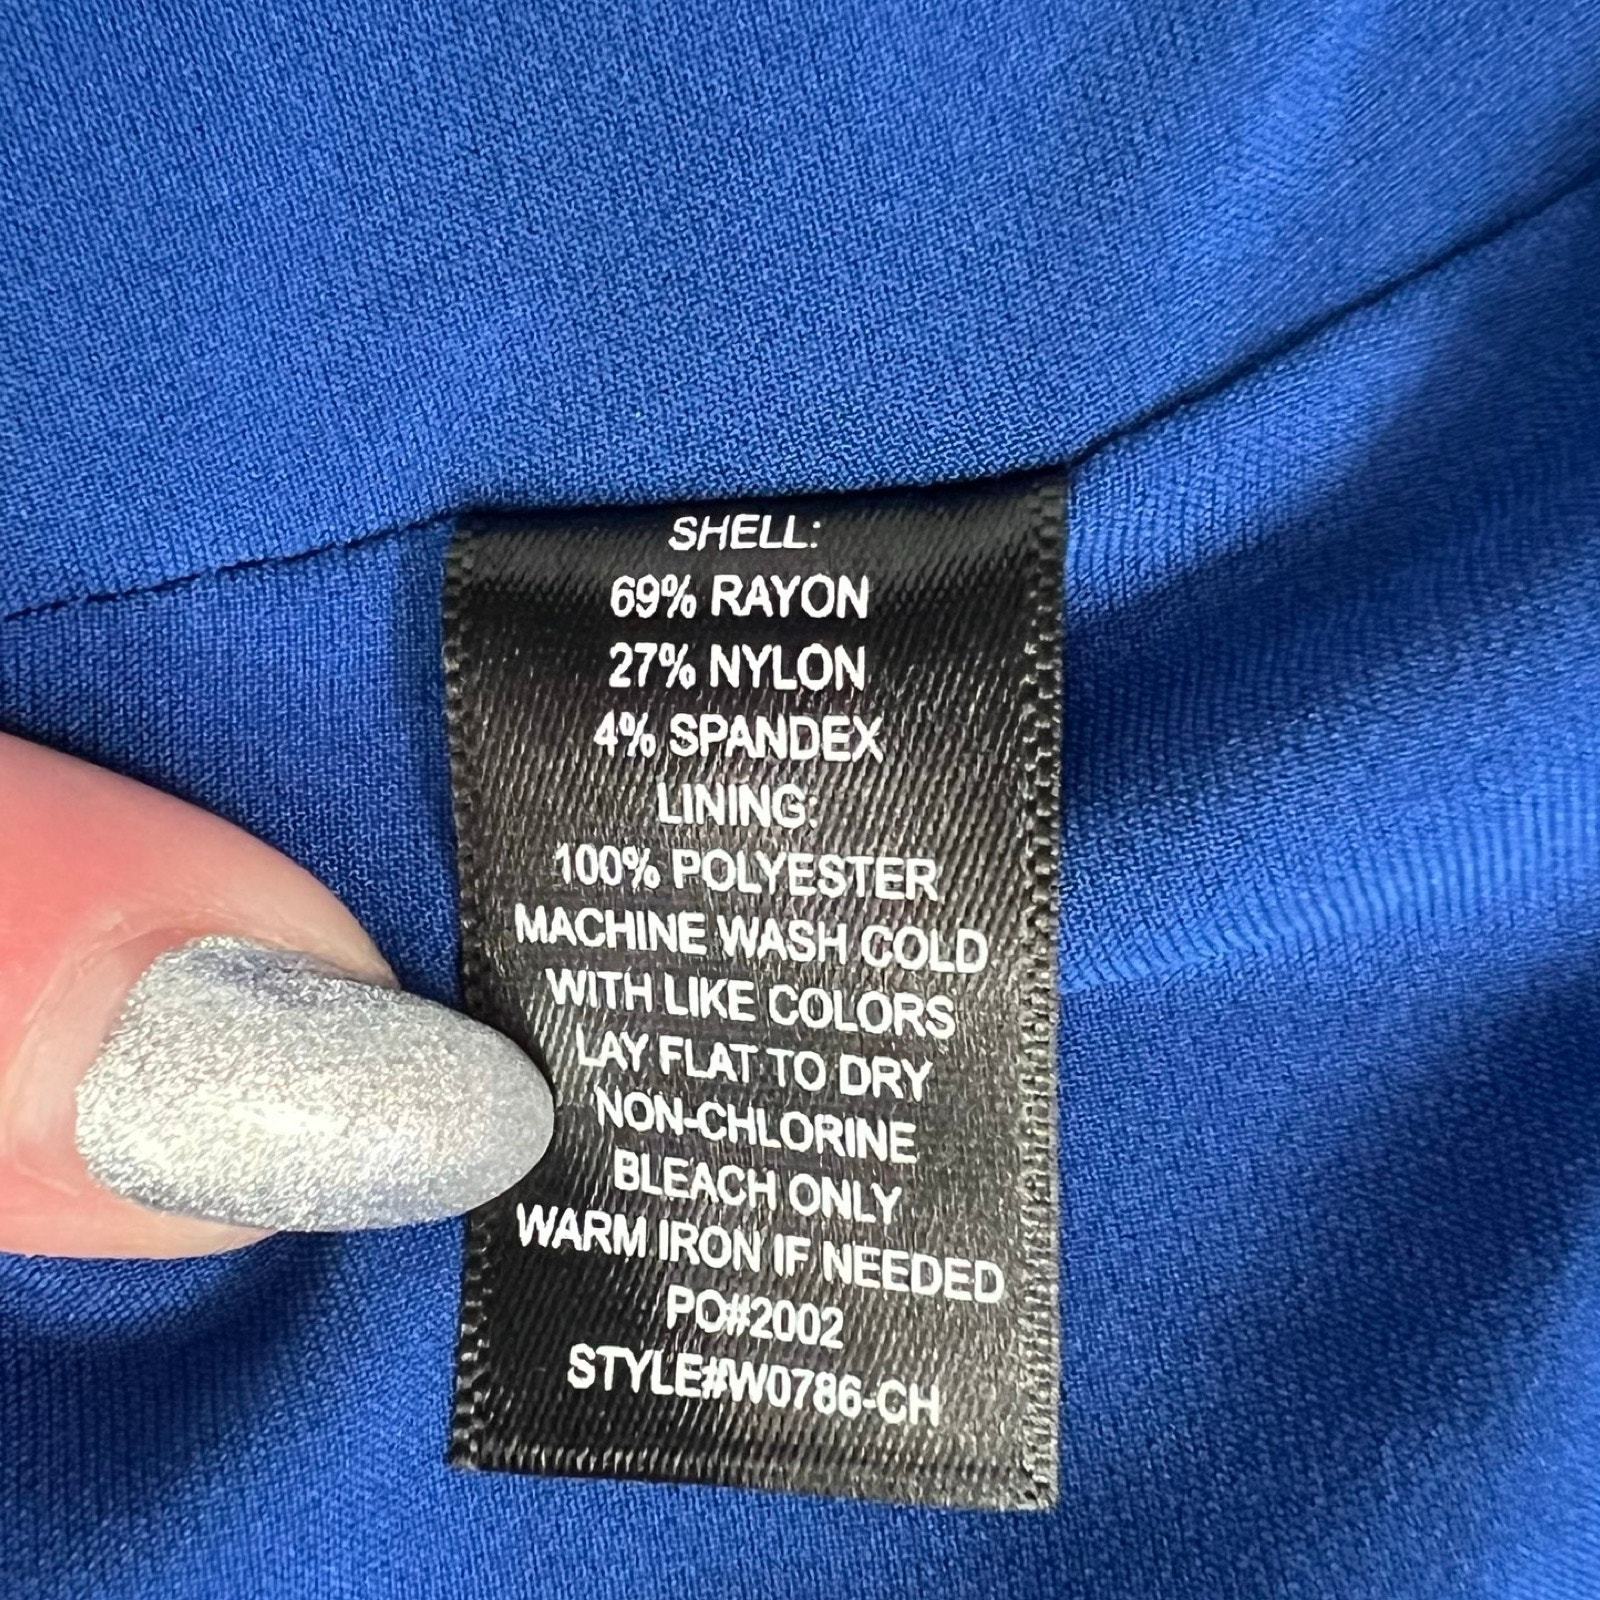 SHELL:
69% RAYON
27% NYLON
4% SPANDEX
LINING:
100% POLYESTER
MACHINE WASH COLD
WITH LIKE COLORS
LAY FLAT TO DRY
NON-CHLORINE
BLEACH ONLY
WARM IRON IF NEEDED
PO#2002
STYLE#W0786-CH